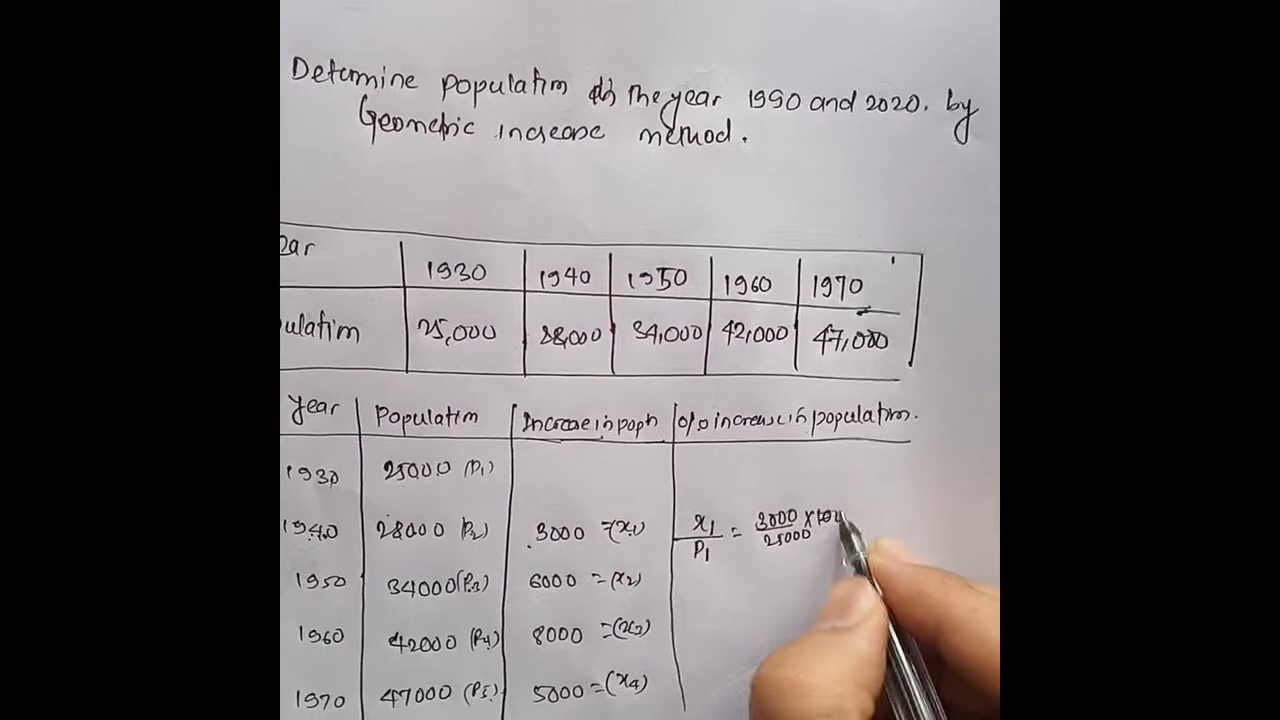 Determine population in the year 1990 and 2020. by
Geometric increase method.
ear 1930 1940 1950 1960 1970
ulation 25,000 28,000 34,000 42,000 47,000
year Population Increase in popn % increase in population.
1930 25000 (P1)
1940 28000 (P2) 3000 =(x1) x1/P1 = 3000/25000 ×100
1950 34000(P3) 6000 =(x2)
1960 42000 (P4) 8000 =(x3)
1970 47000 (P5) 5000 =(x4)